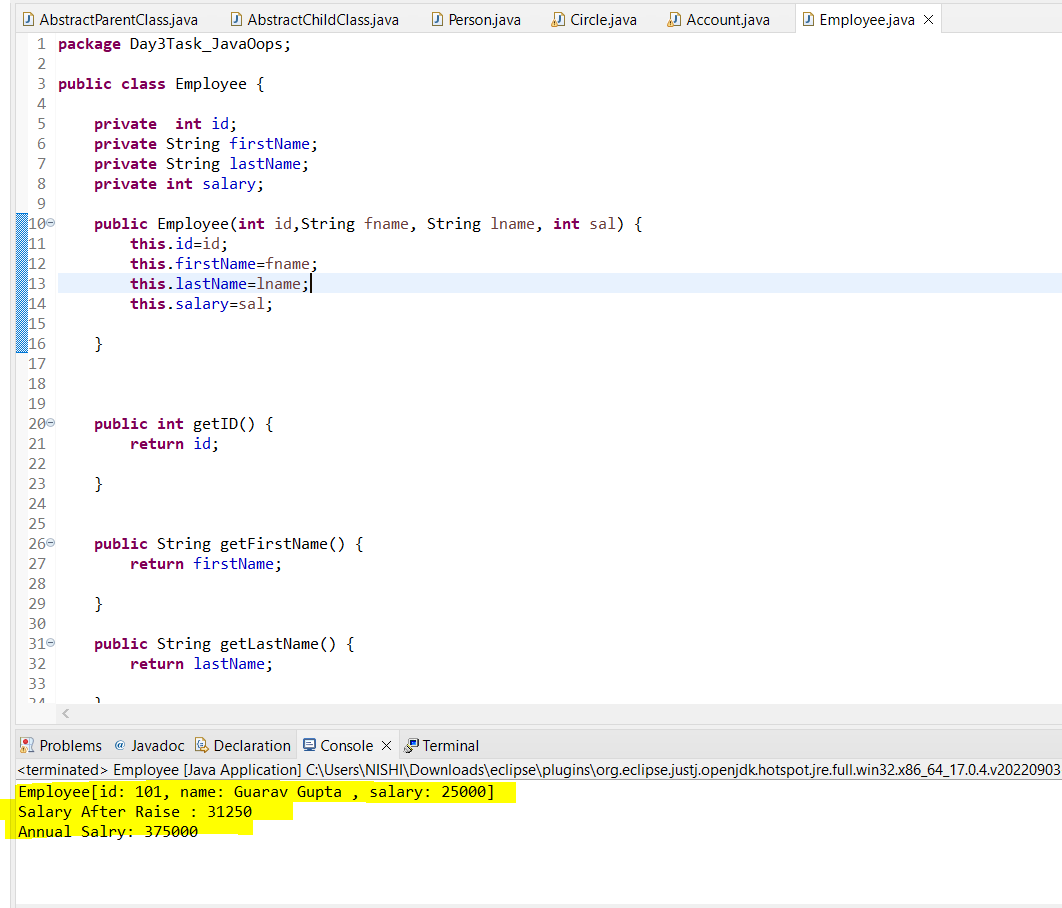 AbstractParentClass.java AbstractChildClass.java Person.java Circle.java Account.java Employee.java
1 package Day3Task_JavaOops;
2
3 public class Employee {
4
5 private  int id;
6 private String firstName;
7 private String lastName;
8 private int salary;
9
10 public Employee(int id,String fname, String lname, int sal) {
11 this.id=id;
12 this.firstName=fname;
13 this.lastName=lname;
14 this.salary=sal;
15
16 }
17
18
19
20 public int getID() {
21 return id;
22
23 }
24
25
26 public String getFirstName() {
27 return firstName;
28
29 }
30
31 public String getLastName() {
32 return lastName;
33
34 }
Problems Javadoc Declaration Console Terminal
<terminated> Employee [Java Application] C:\Users\NISHI\Downloads\eclipse\plugins\org.eclipse.justj.openjdk.hotspot.jre.full.win32.x86_64_17.0.4.v20220903
Employee[id: 101, name: Guarav Gupta , salary: 25000]
Salary After Raise : 31250
Annual Salry: 375000